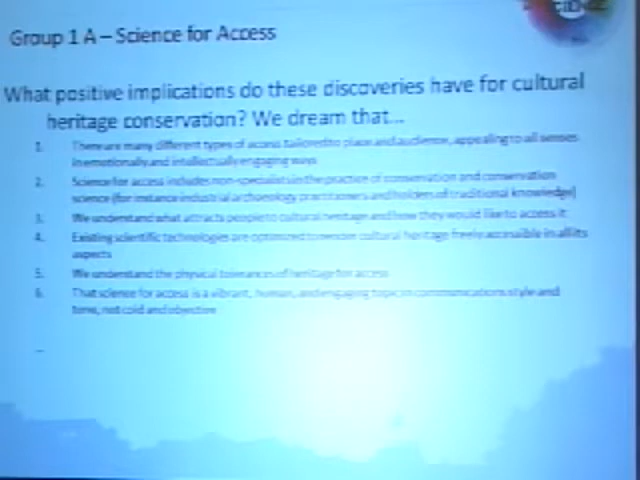 Group 1 A – Science for Access
What positive implications do these discoveries have for cultural
heritage conservation? We dream that...
1. There are many different types of access tailored to place and audience, appealing to all senses
in emotionally and intellectually engaging ways
2. Science for access includes non-specialists in the practice of conservation and conservation
science (for instance industrial archaeology practitioners and holders of traditional knowledge)
3. We understand what attracts people to cultural heritage and how they would like to access it
4. Existing scientific technologies are optimized to render cultural heritage freely accessible in all its
aspects
5. We understand the physical tolerances of heritage for access
6. That science for access is a vibrant, human, and engaging topic in communications style and
tone, not cold and objective